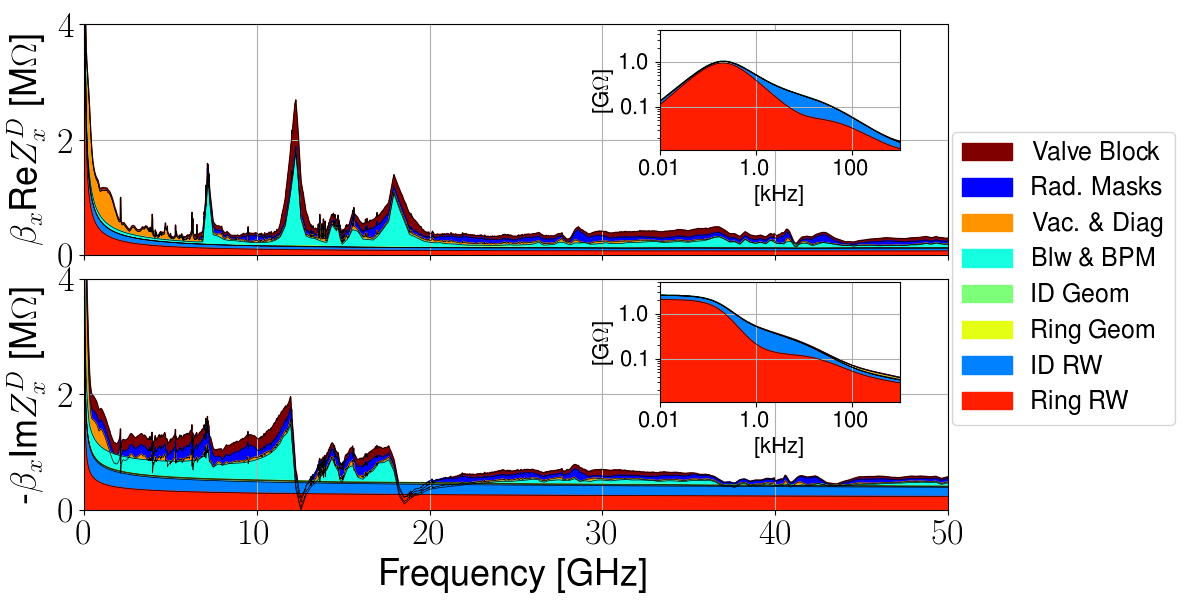 β_xReZ_x^D [MΩ]
4
2
0
[GΩ]
1.0
0.1
0.01
1.0
100
[kHz]
-β_xImZ_x^D [MΩ]
4
2
0
[GΩ]
1.0
0.1
0.01
1.0
100
[kHz]
0
10
20
30
40
50
Frequency [GHz]
Valve Block
Rad. Masks
Vac. & Diag
Blw & BPM
ID Geom
Ring Geom
ID RW
Ring RW